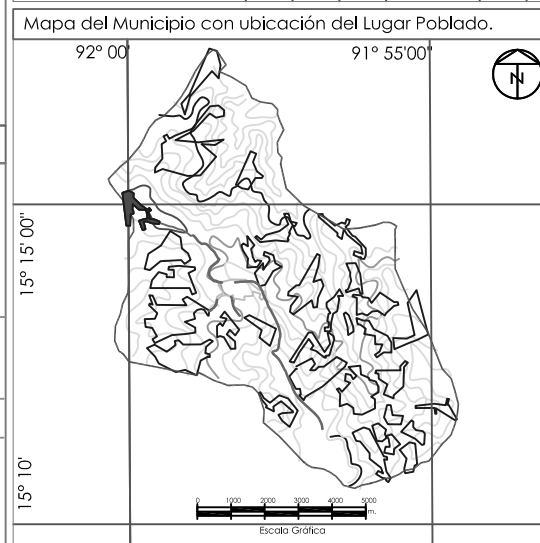 Mapa del Municipio con ubicación del Lugar Poblado.
92° 00'
91° 55'00"
N
15° 15' 00"
15° 10'
0 1000 2000 3000 4000 5000
m.
Escala Gráfica